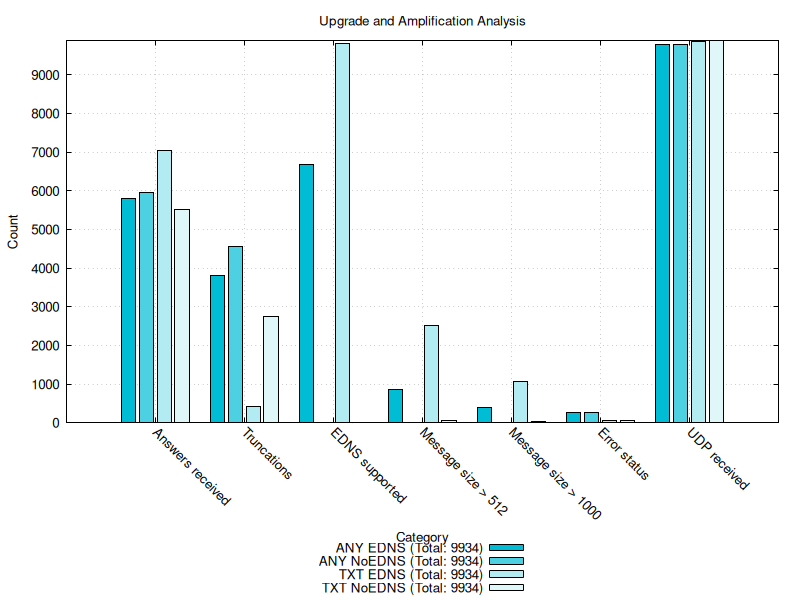 Upgrade and Amplification Analysis
9000
8000
7000
6000
5000
4000
3000
2000
1000
0
Count
Answers received
Truncations
EDNS supported
Message size > 512
Message size > 1000
Error status
UDP received
Category
ANY EDNS (Total: 9934)
ANY NoEDNS (Total: 9934)
TXT EDNS (Total: 9934)
TXT NoEDNS (Total: 9934)